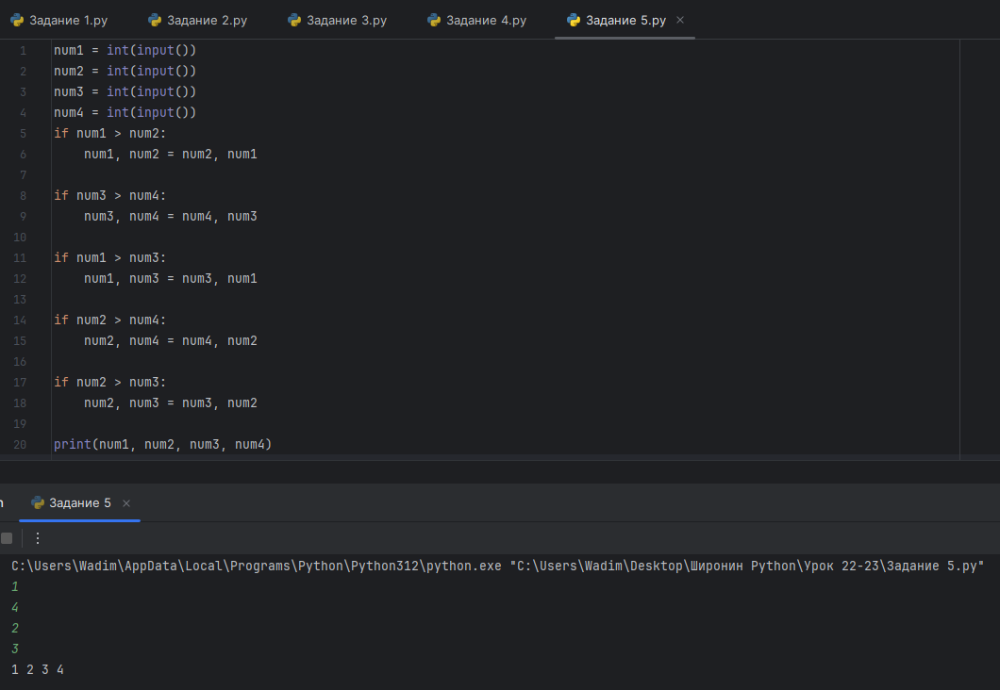 Задание 1.py Задание 2.py Задание 3.py Задание 4.py Задание 5.py ×
1 num1 = int(input())
2 num2 = int(input())
3 num3 = int(input())
4 num4 = int(input())
5 if num1 > num2:
6     num1, num2 = num2, num1
7
8 if num3 > num4:
9     num3, num4 = num4, num3
10
11 if num1 > num3:
12     num1, num3 = num3, num1
13
14 if num2 > num4:
15     num2, num4 = num4, num2
16
17 if num2 > num3:
18     num2, num3 = num3, num2
19
20 print(num1, num2, num3, num4)
Задание 5 ×
C:\Users\Wadim\AppData\Local\Programs\Python\Python312\python.exe "C:\Users\Wadim\Desktop\Широнин Python\Урок 22-23\Задание 5.py"
1
4
2
3
1 2 3 4